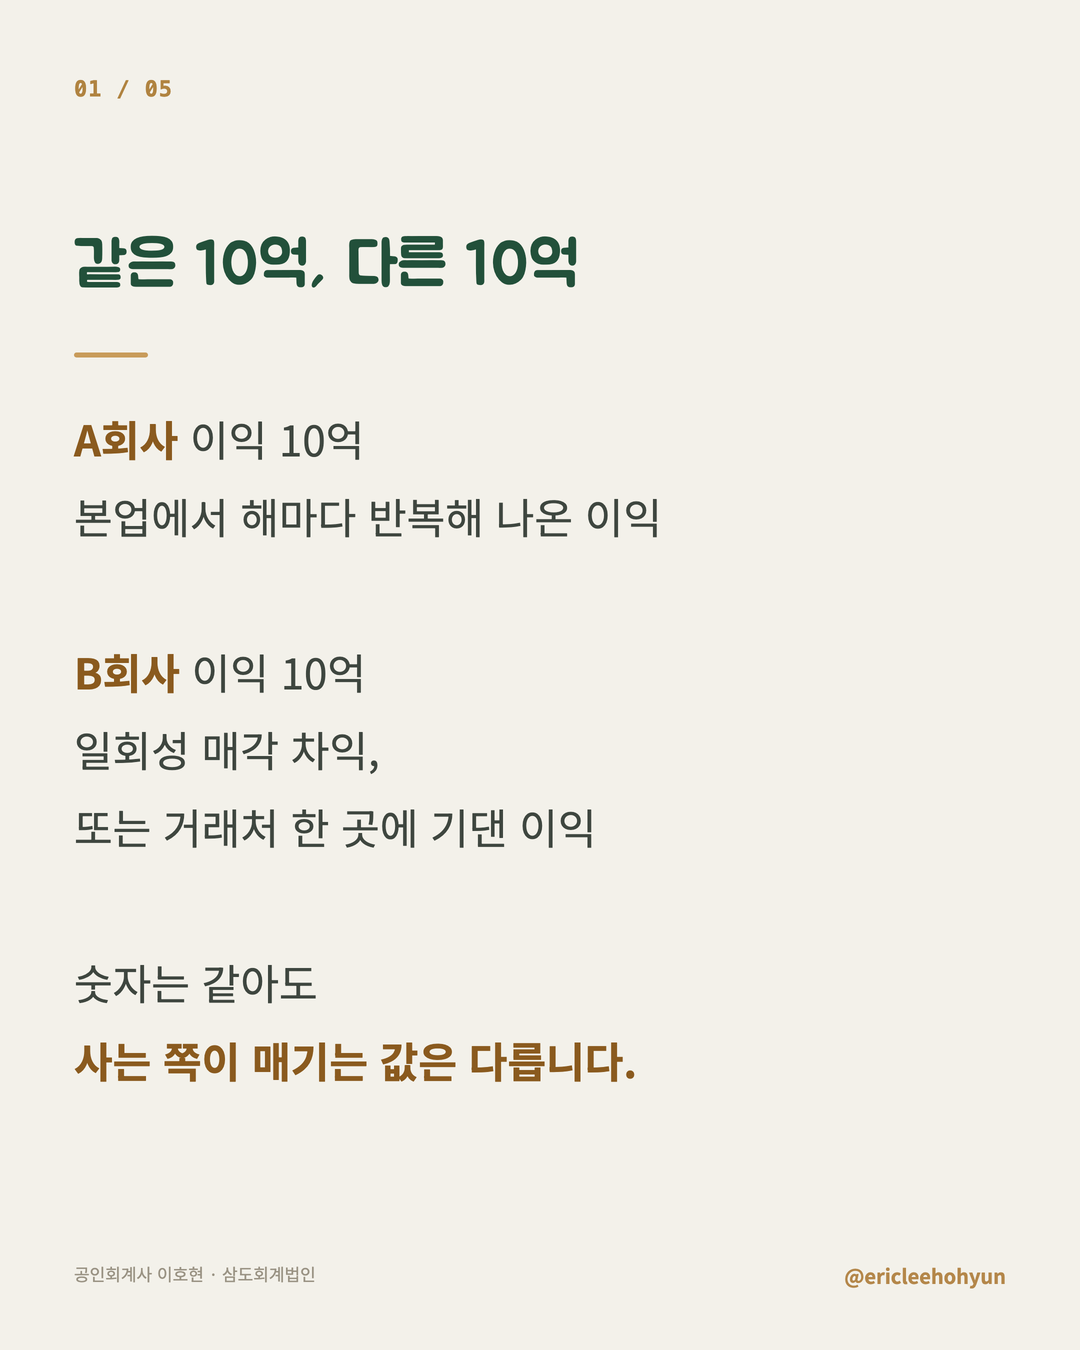 01 / 05
같은 10억, 다른 10억
A회사 이익 10억
본업에서 해마다 반복해 나온 이익
B회사 이익 10억
일회성 매각 차익,
또는 거래처 한 곳에 기댄 이익
숫자는 같아도
사는 쪽이 매기는 값은 다릅니다.
공인회계사 이호현 · 삼도회계법인
@ericleehohyun